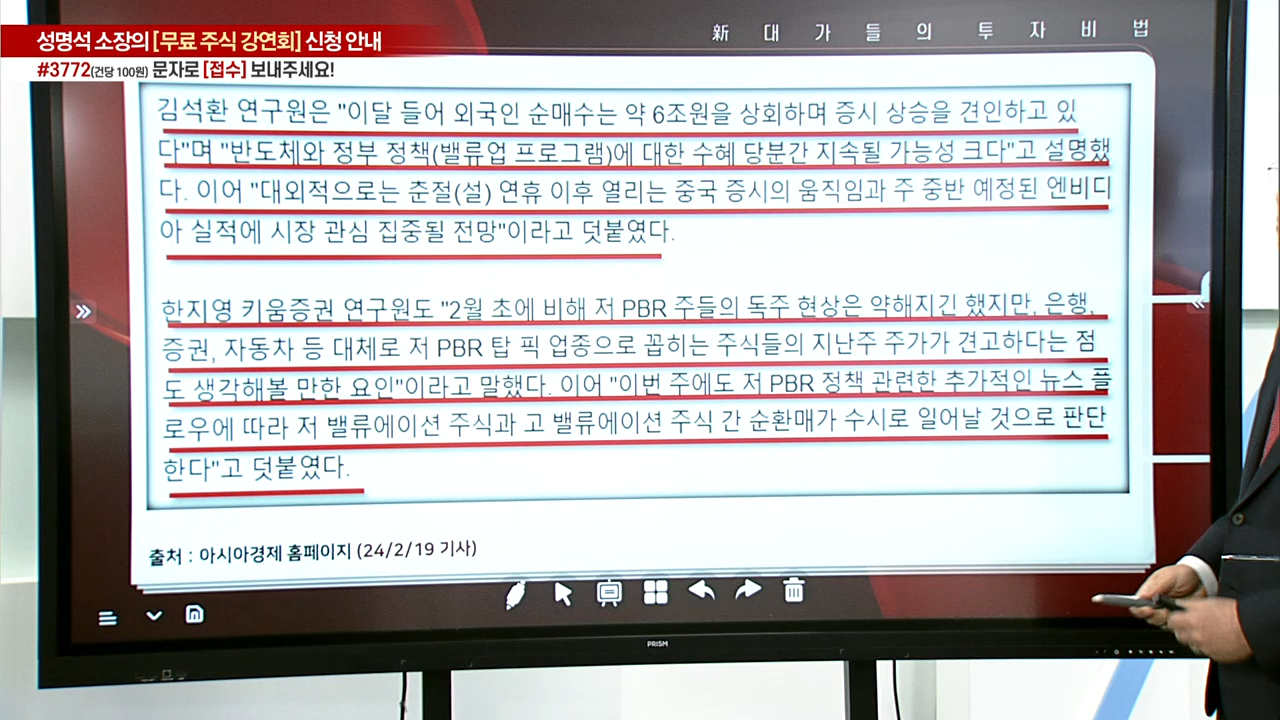 성명석 소장의 [무료 주식 강연회] 신청 안내
#3772(건당 100원) 문자로 [접수] 보내주세요!
新대가들의 투자비법
김석환 연구원은 "이달 들어 외국인 순매수는 약 6조원을 상회하며 증시 상승을 견인하고 있
다"며 "반도체와 정부 정책(밸류업 프로그램)에 대한 수혜 당분간 지속될 가능성 크다"고 설명했
다. 이어 "대외적으로는 춘절(설) 연휴 이후 열리는 중국 증시의 움직임과 주 중반 예정된 엔비디
아 실적에 시장 관심 집중될 전망"이라고 덧붙였다.
한지영 키움증권 연구원도 "2월 초에 비해 저 PBR 주들의 독주 현상은 약해지긴 했지만, 은행,
증권, 자동차 등 대체로 저 PBR 탑 픽 업종으로 꼽히는 주식들의 지난주 주가가 견고하다는 점
도 생각해볼 만한 요인"이라고 말했다. 이어 "이번 주에도 저 PBR 정책 관련한 추가적인 뉴스 플
로우에 따라 저 밸류에이션 주식과 고 밸류에이션 주식 간 순환매가 수시로 일어날 것으로 판단
한다"고 덧붙였다.
출처 : 아시아경제 홈페이지 (24/2/19 기사)
PRISM